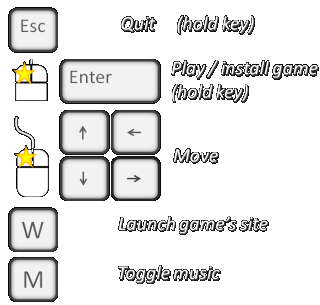 Esc Quit (hold key)
Enter Play / install game
(hold key)
↑ ←
Move
↓ →
W Launch game's site
M Toggle music